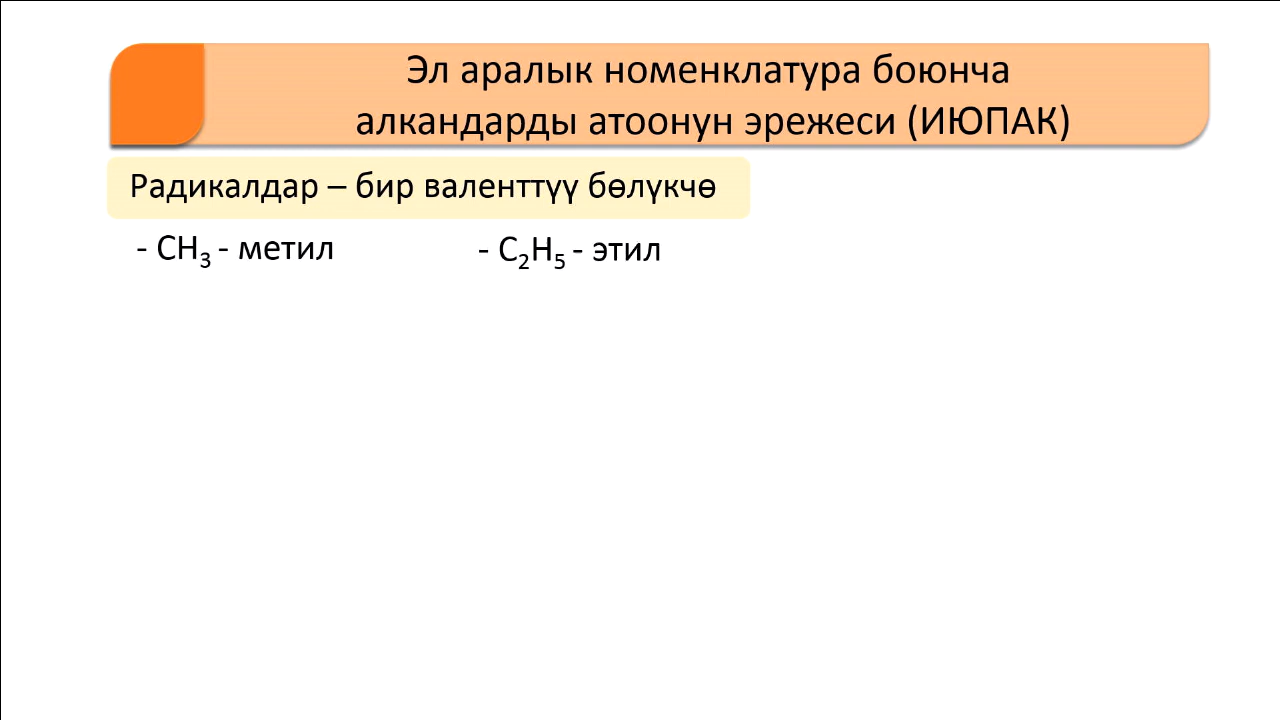 Эл аралык номенклатура боюнча
алкандарды атоонун эрежеси (ИЮПАК)
Радикалдар – бир валенттүү бөлүкчө
- CH₃ - метил - C₂H₅ - этил